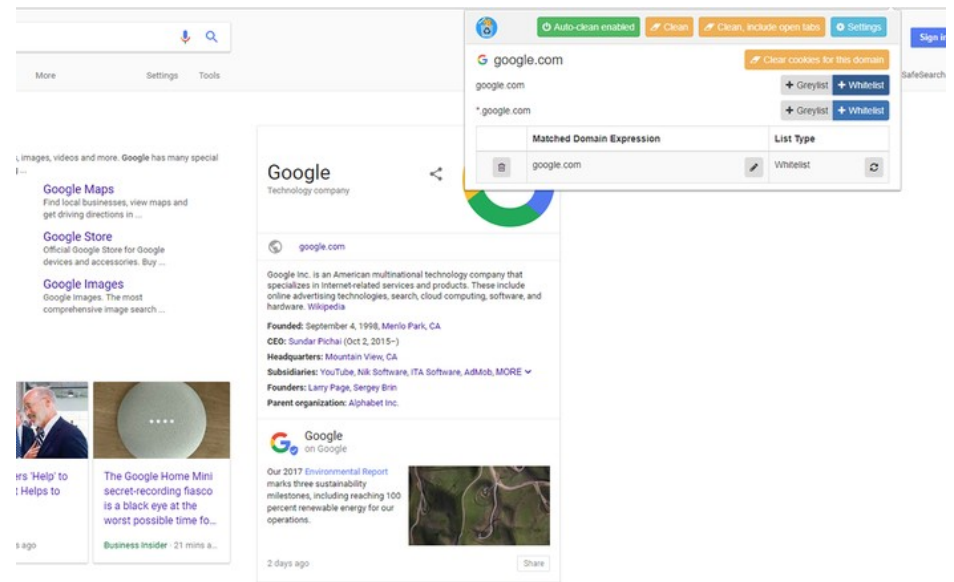 Auto-clean enabled
Clean
Clean, include open tabs
Settings
Sign in
google.com
Clear cookies for this domain
google.com
+ Greylist
+ Whitelist
*.google.com
+ Greylist
+ Whitelist
Matched Domain Expression
List Type
google.com
Whitelist
More
Settings
Tools
SafeSearch
, images, videos and more. Google has many special
...
Google Maps
Find local businesses, view maps and
get driving directions in ...
Google Store
Official Google Store for Google
devices and accessories. Buy ...
Google Images
Google Images. The most
comprehensive image search ...
Google
Technology company
google.com
Google Inc. is an American multinational technology company that
specializes in Internet-related services and products. These include
online advertising technologies, search, cloud computing, software, and
hardware. Wikipedia
Founded: September 4, 1998, Menlo Park, CA
CEO: Sundar Pichai (Oct 2, 2015–)
Headquarters: Mountain View, CA
Subsidiaries: YouTube, Nik Software, ITA Software, AdMob, MORE
Founders: Larry Page, Sergey Brin
Parent organization: Alphabet Inc.
Google
on Google
Our 2017 Environmental Report
marks three sustainability
milestones, including reaching 100
percent renewable energy for our
operations.
2 days ago
Share
ers 'Help' to
t Helps to
s ago
The Google Home Mini
secret-recording fiasco
is a black eye at the
worst possible time fo...
Business Insider · 21 mins a...